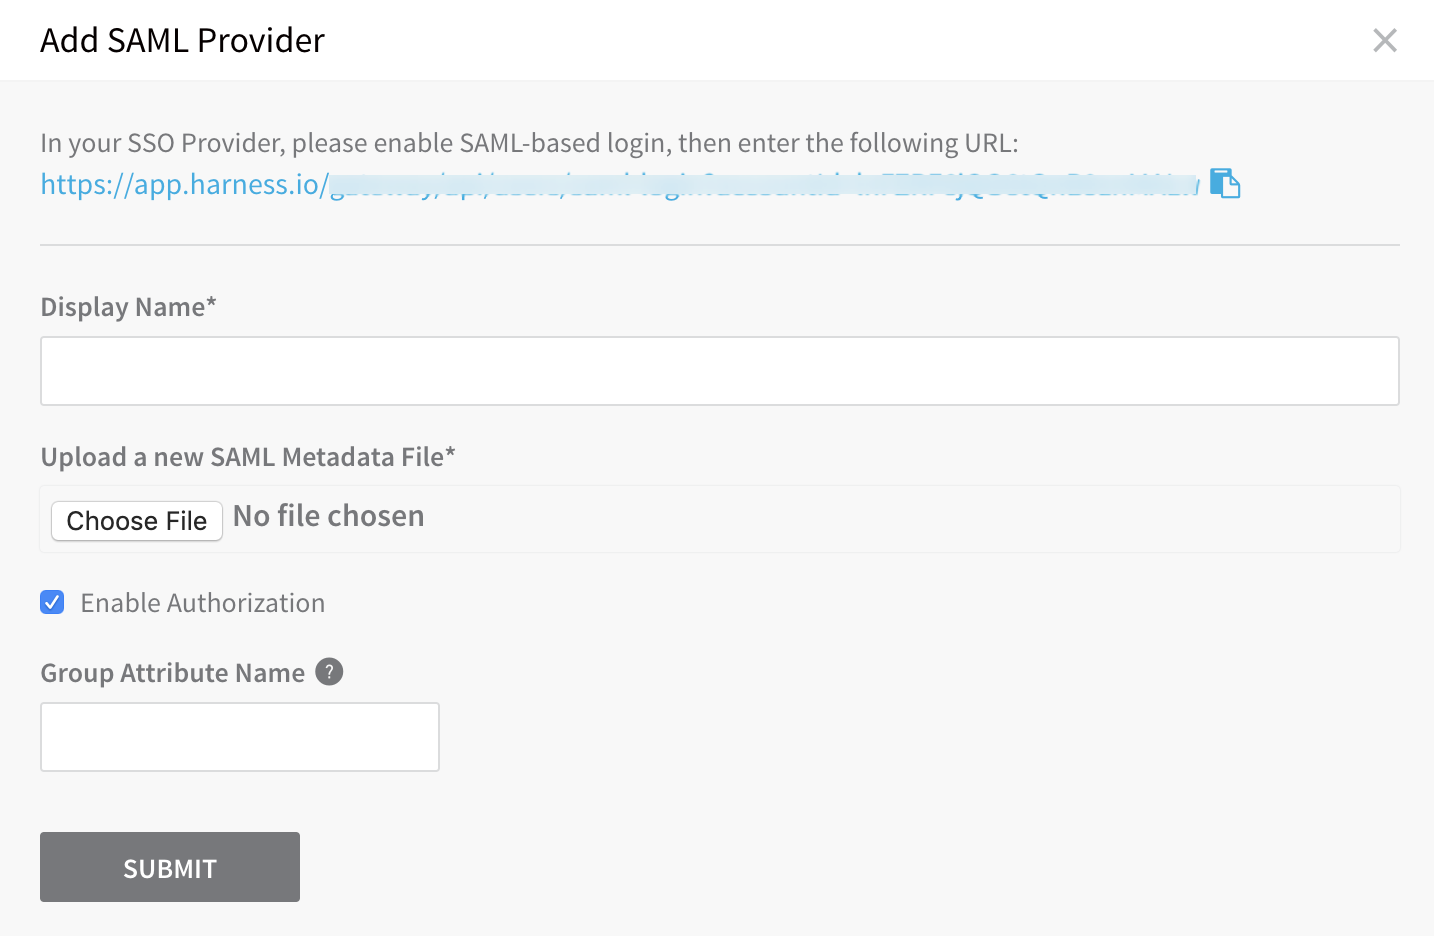 Add SAML Provider
In your SSO Provider, please enable SAML-based login, then enter the following URL:
https://app.harness.io/
Display Name*
Upload a new SAML Metadata File*
Choose File No file chosen
Enable Authorization
Group Attribute Name ?
SUBMIT